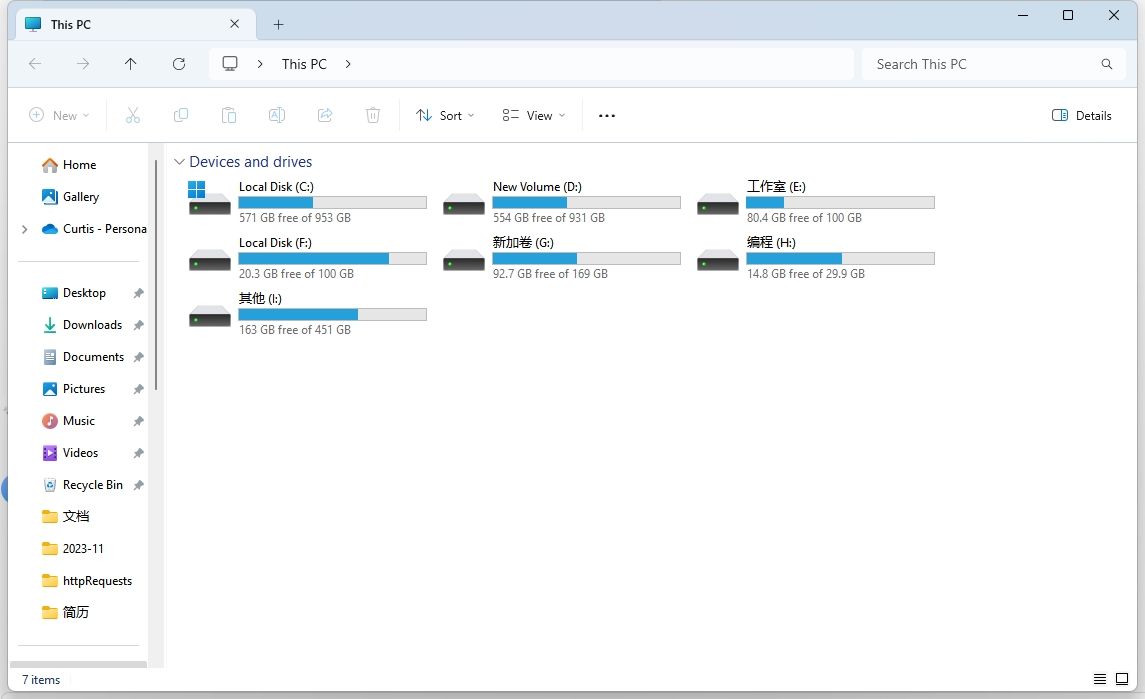 This PC
This PC
Search This PC
New
Sort
View
Details
Home
Gallery
Curtis - Persona
Desktop
Downloads
Documents
Pictures
Music
Videos
Recycle Bin
文档
2023-11
httpRequests
简历
Devices and drives
Local Disk (C:)
571 GB free of 953 GB
New Volume (D:)
554 GB free of 931 GB
工作室 (E:)
80.4 GB free of 100 GB
Local Disk (F:)
20.3 GB free of 100 GB
新加卷 (G:)
92.7 GB free of 169 GB
编程 (H:)
14.8 GB free of 29.9 GB
其他 (I:)
163 GB free of 451 GB
7 items